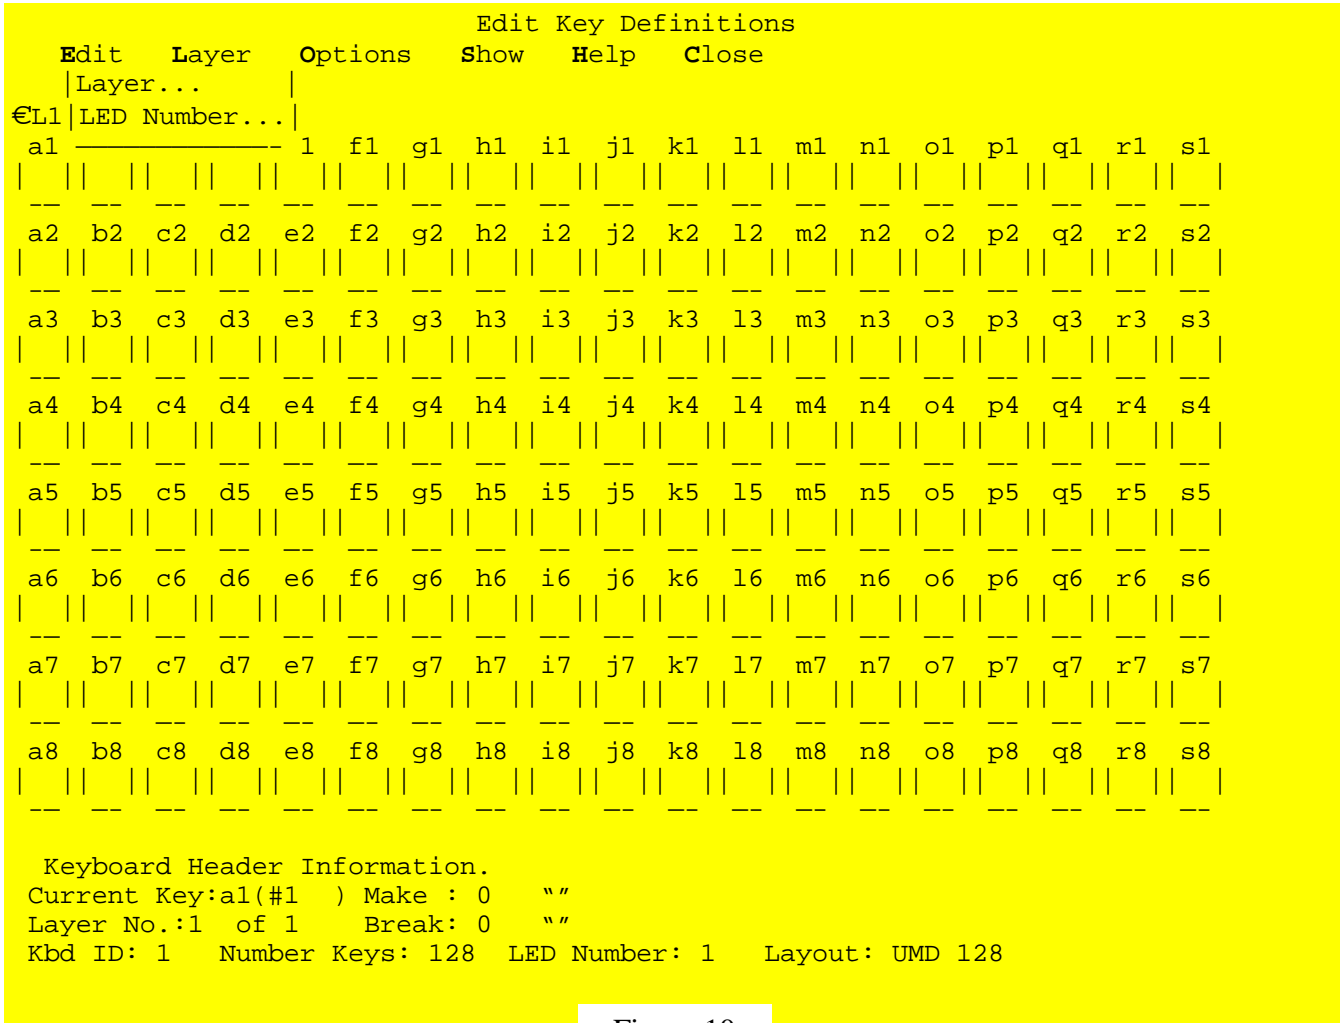 Edit Key Definitions
Edit Layer Options Show Help Close
|Layer... |
€L1|LED Number...|
a1 ————————————- 1 f1 g1 h1 i1 j1 k1 l1 m1 n1 o1 p1 q1 r1 s1
| || || || || || || || || || || || || || || || || || || |
-— —- —- —- —- —- —- —- —- —- —- —- —- —- —- —- —- —- —-
a2 b2 c2 d2 e2 f2 g2 h2 i2 j2 k2 l2 m2 n2 o2 p2 q2 r2 s2
| || || || || || || || || || || || || || || || || || || |
-— —- —- —- —- —- —- —- —- —- —- —- —- —- —- —- —- —- —-
a3 b3 c3 d3 e3 f3 g3 h3 i3 j3 k3 l3 m3 n3 o3 p3 q3 r3 s3
| || || || || || || || || || || || || || || || || || || |
-— —- —- —- —- —- —- —- —- —- —- —- —- —- —- —- —- —- —-
a4 b4 c4 d4 e4 f4 g4 h4 i4 j4 k4 l4 m4 n4 o4 p4 q4 r4 s4
| || || || || || || || || || || || || || || || || || || |
-— —- —- —- —- —- —- —- —- —- —- —- —- —- —- —- —- —- —-
a5 b5 c5 d5 e5 f5 g5 h5 i5 j5 k5 l5 m5 n5 o5 p5 q5 r5 s5
| || || || || || || || || || || || || || || || || || || |
-— —- —- —- —- —- —- —- —- —- —- —- —- —- —- —- —- —- —-
a6 b6 c6 d6 e6 f6 g6 h6 i6 j6 k6 l6 m6 n6 o6 p6 q6 r6 s6
| || || || || || || || || || || || || || || || || || || |
-— —- —- —- —- —- —- —- —- —- —- —- —- —- —- —- —- —- —-
a7 b7 c7 d7 e7 f7 g7 h7 i7 j7 k7 l7 m7 n7 o7 p7 q7 r7 s7
| || || || || || || || || || || || || || || || || || || |
-— —- —- —- —- —- —- —- —- —- —- —- —- —- —- —- —- —- —-
a8 b8 c8 d8 e8 f8 g8 h8 i8 j8 k8 l8 m8 n8 o8 p8 q8 r8 s8
| || || || || || || || || || || || || || || || || || || |
-— —- —- —- —- —- —- —- —- —- —- —- —- —- —- —- —- —- —-
Keyboard Header Information.
Current Key:a1(#1 ) Make : 0 “”
Layer No.:1 of 1 Break: 0 “”
Kbd ID: 1 Number Keys: 128 LED Number: 1 Layout: UMD 128